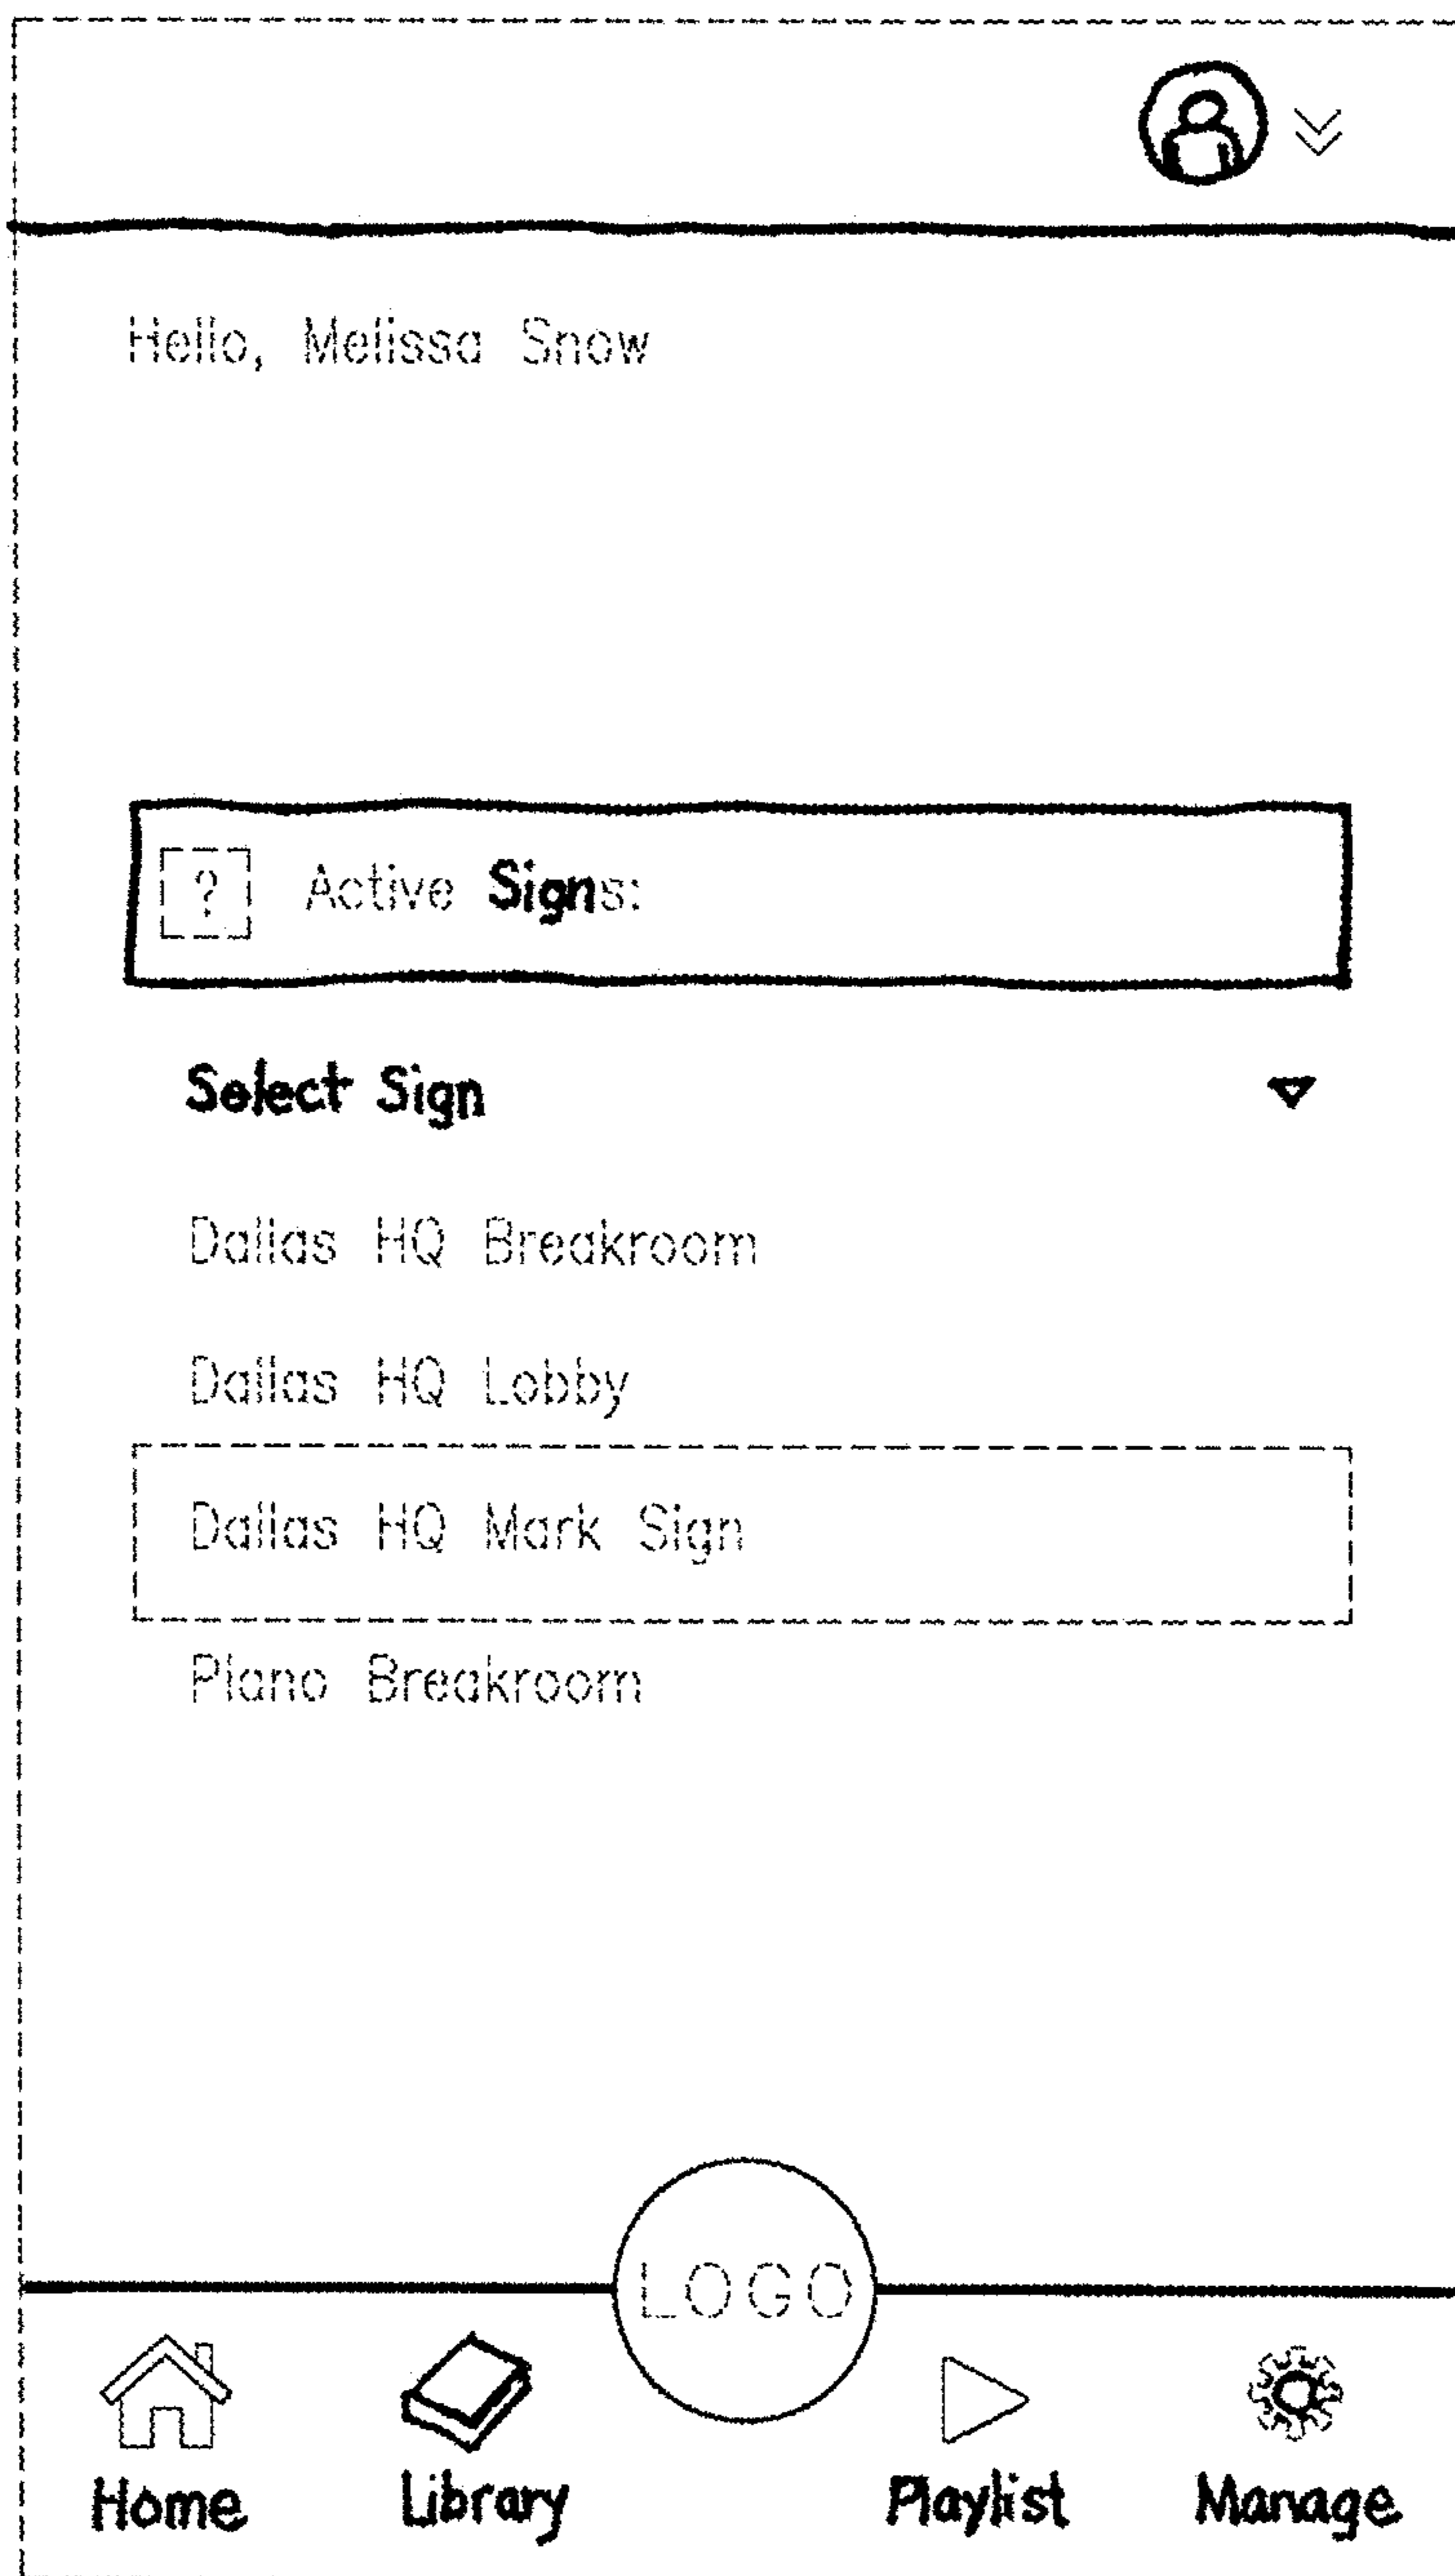 Hello, Melissa Snow
? Active Signs:
Select Sign
Dallas HQ Breakroom
Dallas HQ Lobby
Dallas HQ Mark Sign
Plano Breakroom
LOGO
Home Library Playlist Manage